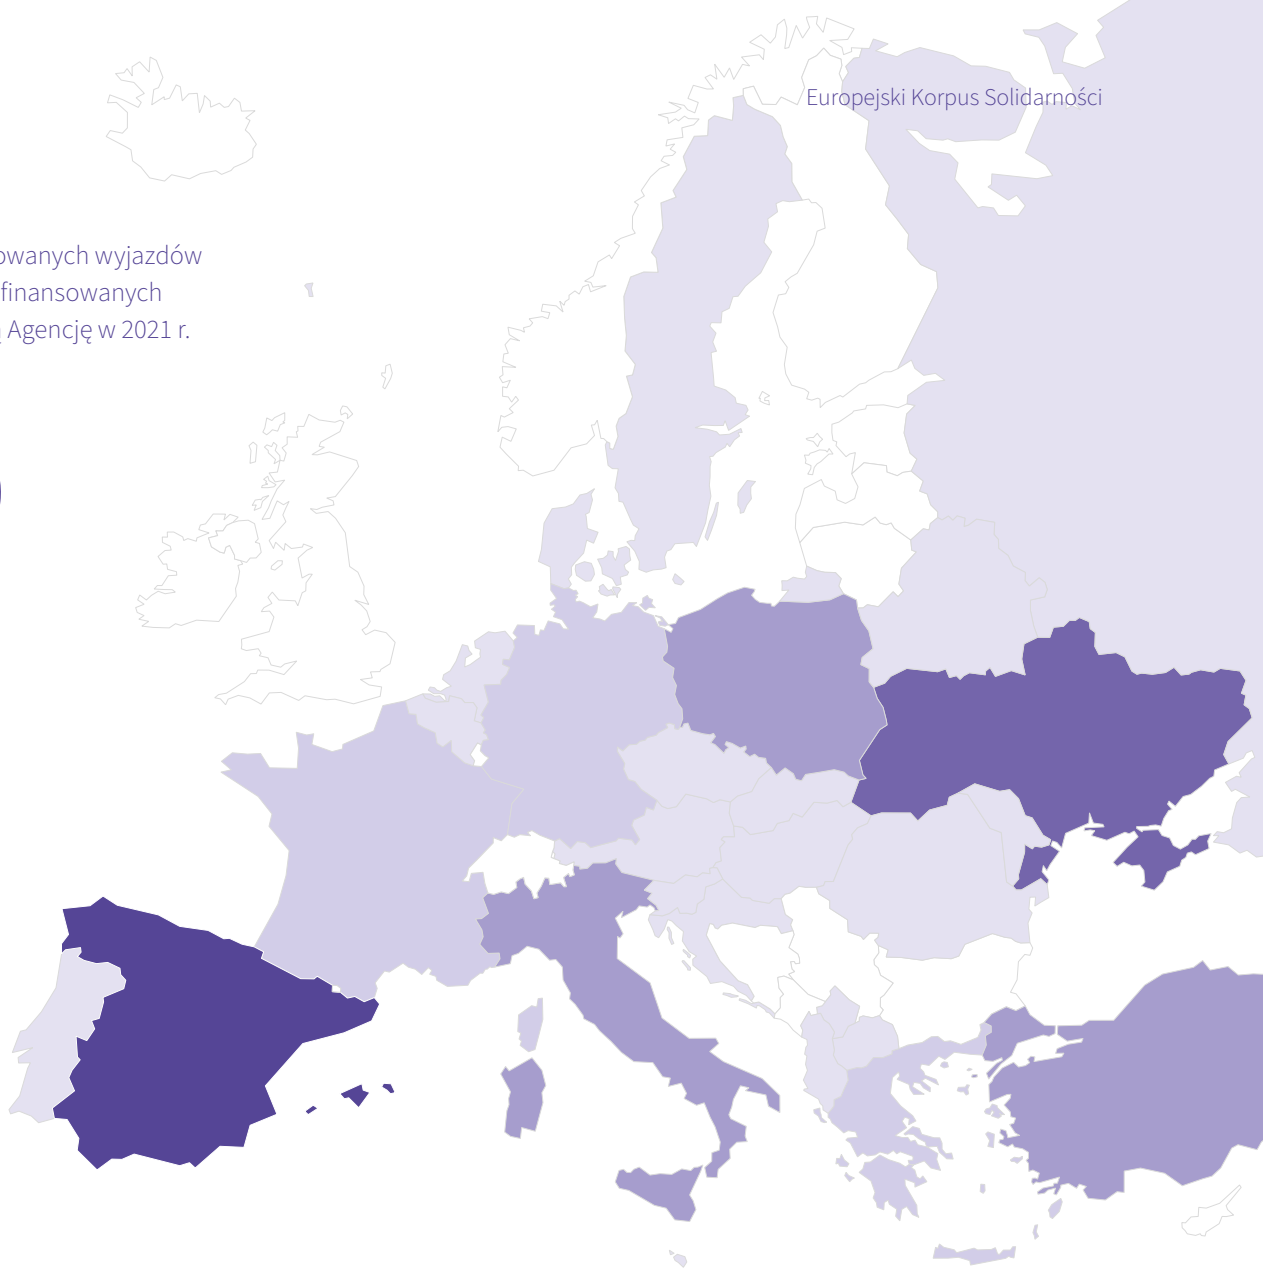 Europejski Korpus Solidarności
owanych wyjazdów
finansowanych
Agencję w 2021 r.